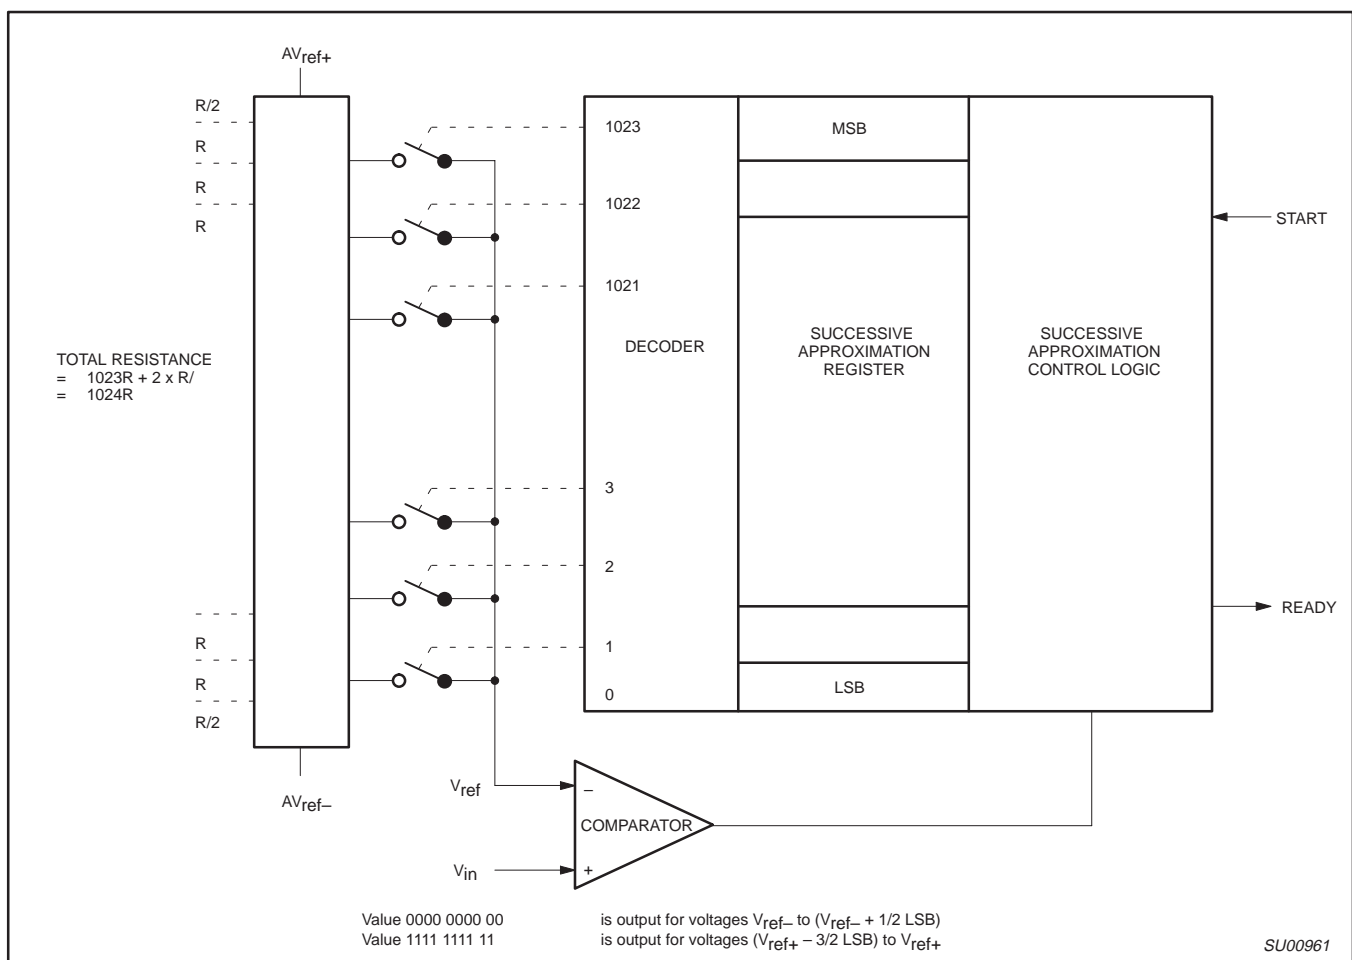 AVref+
R/2
R
R
R
1023
1022
1021
MSB
START
DECODER
SUCCESSIVE
APPROXIMATION
REGISTER
SUCCESSIVE
APPROXIMATION
CONTROL LOGIC
TOTAL RESISTANCE
= 1023R + 2 x R/
= 1024R
3
2
1
0
READY
R
R
R/2
LSB
AVref–
Vref
–
COMPARATOR
Vin
+
Value 0000 0000 00 is output for voltages Vref– to (Vref– + 1/2 LSB)
Value 1111 1111 11 is output for voltages (Vref+ – 3/2 LSB) to Vref+
SU00961